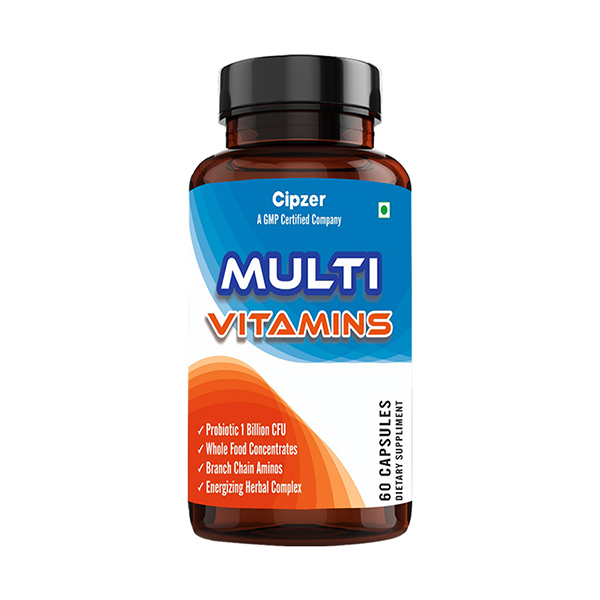 Cipzer
A GMP Certified Company
MULTI
VITAMINS
✓ Probiotic 1 Billion CFU
✓ Whole Food Concentrates
✓ Branch Chain Aminos
✓ Energizing Herbal Complex
60 CAPSULES
DIETARY SUPPLIMENT